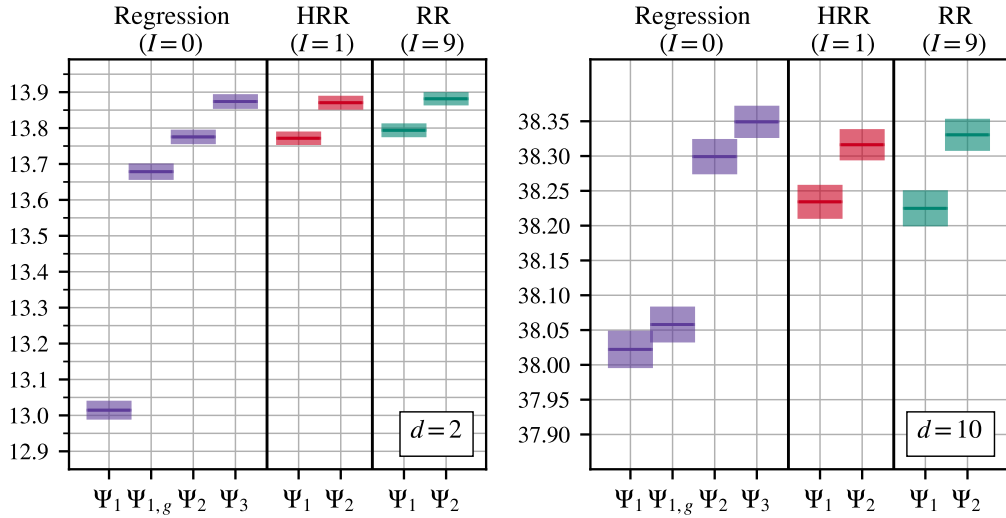 Regression HRR RR
(I=0) (I=1) (I=9)
13.9
13.8
13.7
13.6
13.5
13.4
13.3
13.2
13.1
13.0
12.9
d=2
Ψ₁ Ψ₁,g Ψ₂ Ψ₃ Ψ₁ Ψ₂ Ψ₁ Ψ₂
Regression HRR RR
(I=0) (I=1) (I=9)
38.35
38.30
38.25
38.20
38.15
38.10
38.05
38.00
37.95
37.90
d=10
Ψ₁ Ψ₁,g Ψ₂ Ψ₃ Ψ₁ Ψ₂ Ψ₁ Ψ₂